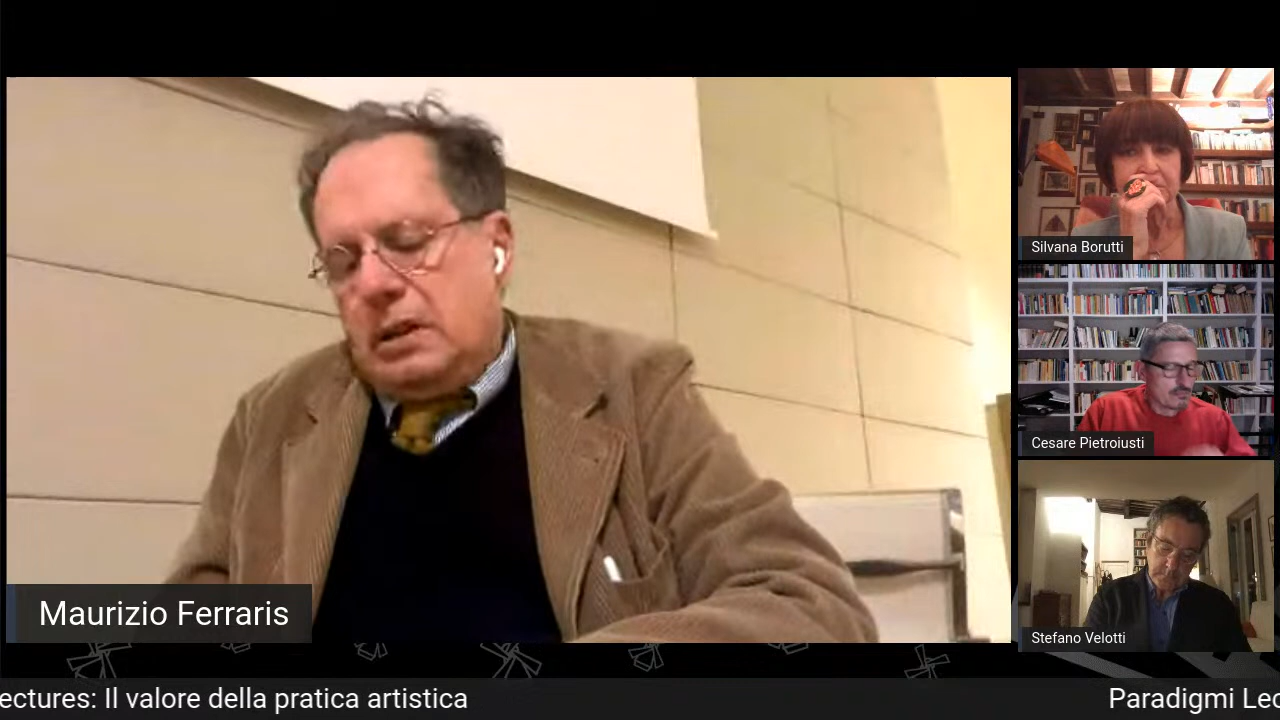 Silvana Borutti
Cesare Pietroiusti
Maurizio Ferraris
Stefano Velotti
ectures: Il valore della pratica artistica
Paradigmi Lec